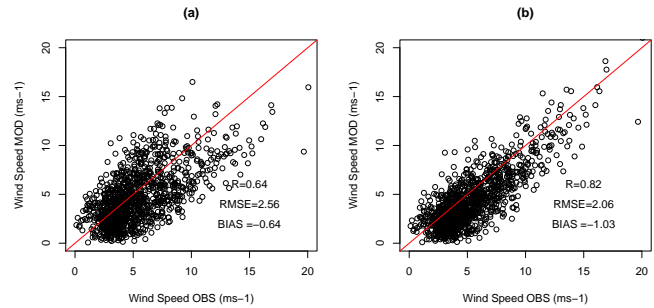 (a)
20
15
10
5
0
Wind Speed MOD (ms−1)
R=0.64
RMSE=2.56
BIAS =−0.64
0 5 10 15 20
Wind Speed OBS (ms−1)
(b)
20
15
10
5
0
Wind Speed MOD (ms−1)
R=0.82
RMSE=2.06
BIAS =−1.03
0 5 10 15 20
Wind Speed OBS (ms−1)